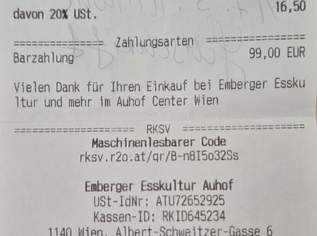 davon 20% USt. 16,50
================ Zahlungsarten ================
Barzahlung 99,00 EUR
Vielen Dank für Ihren Einkauf bei Emberger Essku
ltur und mehr im Auhof Center Wien
==================== RKSV ====================
Maschinenlesbarer Code
rksv.r2o.at/qr/8-n8I5o32Ss
Emberger Esskultur Auhof
USt-IdNr: ATU72652925
Kassen-ID: RKID645234
1140 Wien, Albert-Schweitzer-Gasse 6